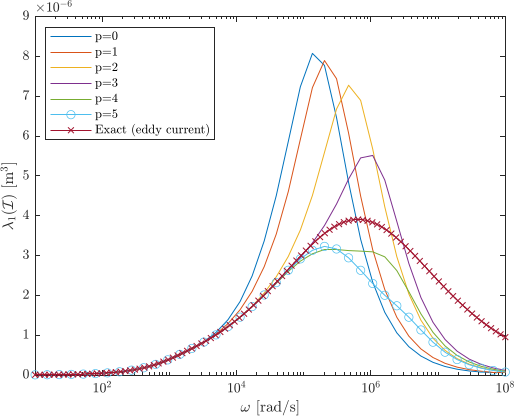 ×10⁻⁶
9
8
7
6
5
4
3
2
1
0
λ₁(ℐ) [m³]
p=0
p=1
p=2
p=3
p=4
p=5
Exact (eddy current)
10² 10⁴ 10⁶ 10⁸
ω [rad/s]